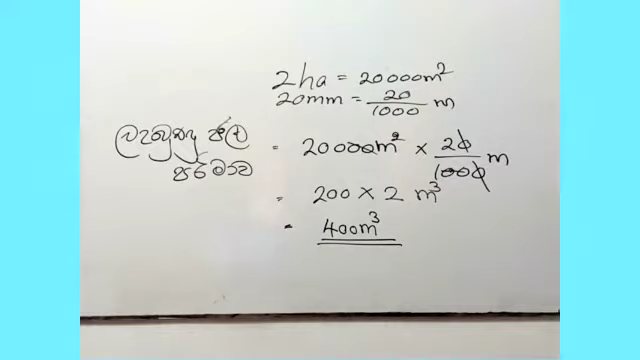 2ha = 20000m²
20mm = 20/1000 m
ජල පරිමාව = 20000m² × 20/1000 m
= 200 × 2 m³
= 400m³